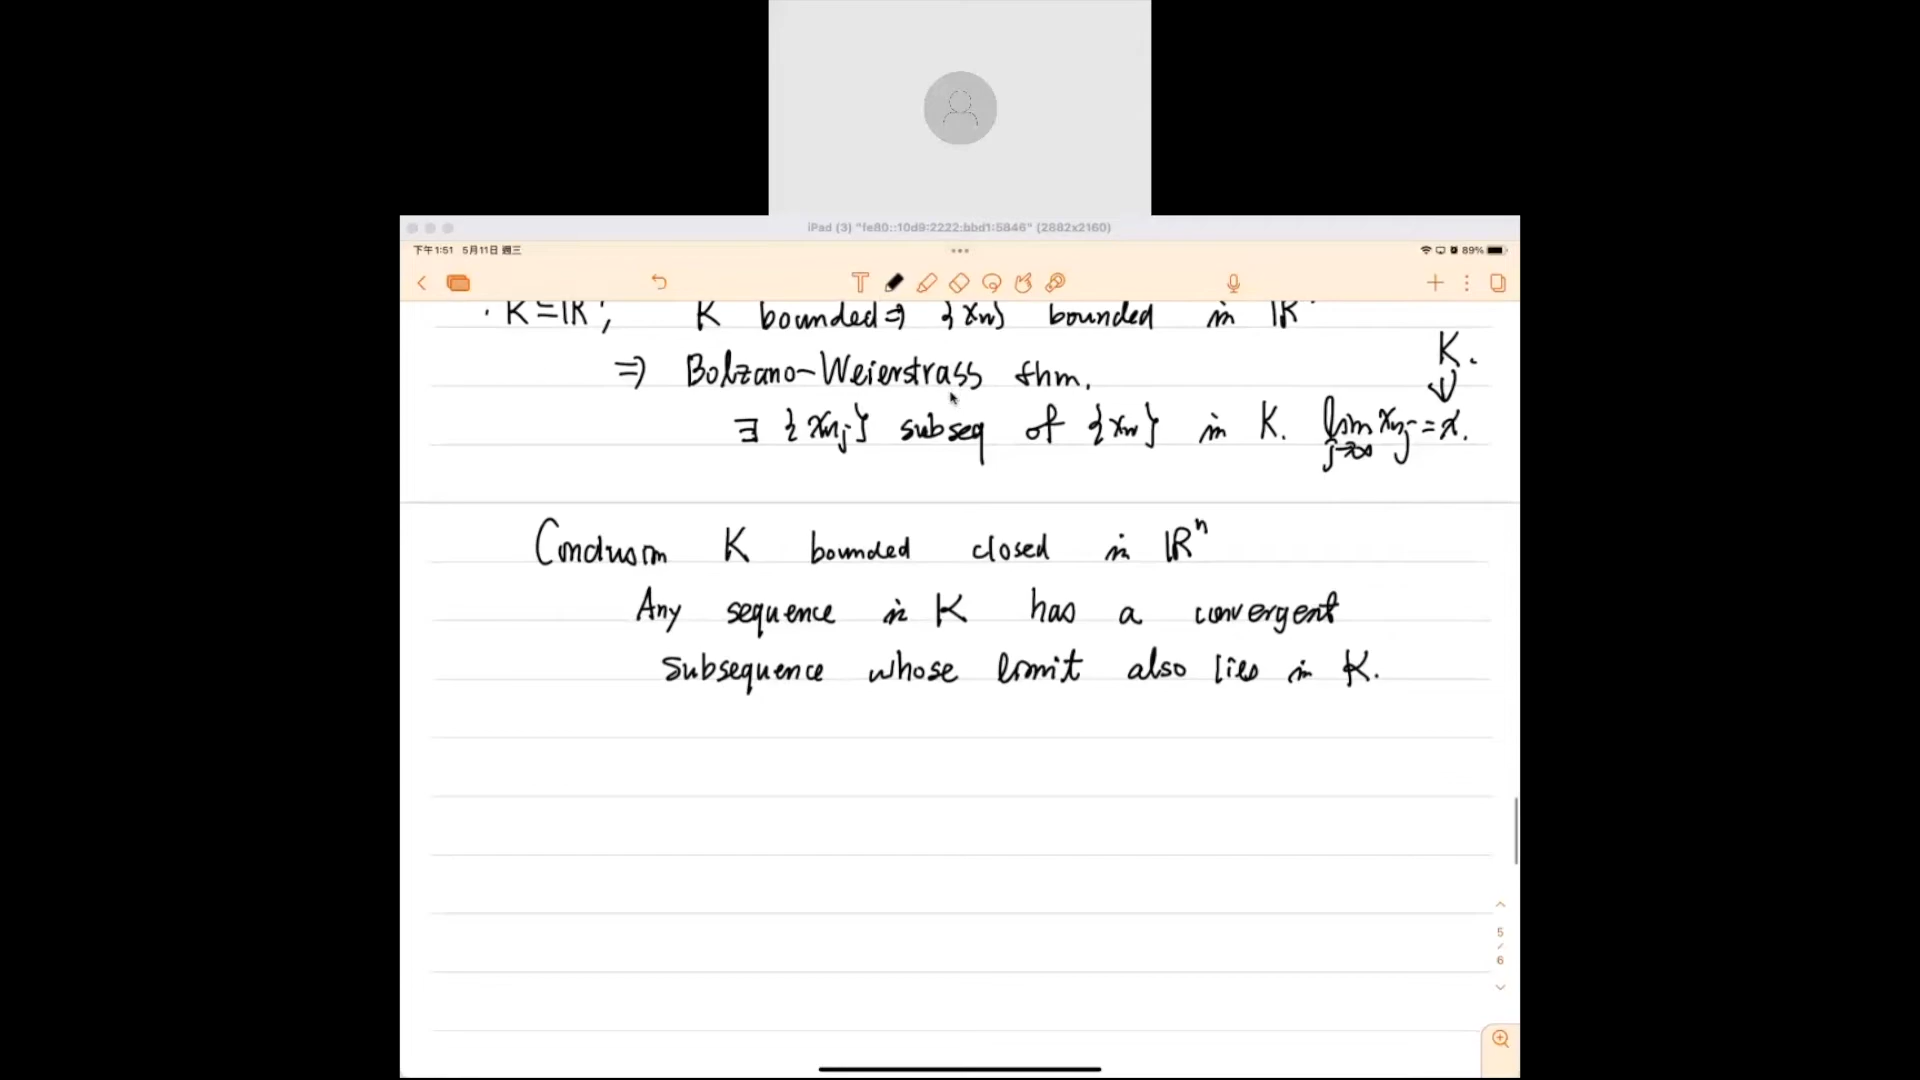 iPad (3) "fe80::10d9:2222:bbd1:5846" (2882x2160)
下午1:51 5月11日 週三
89%
K bounded ⇒ {xn} bounded in ℝ
K.
⇒ Bolzano-Weierstrass thm.
∃ {xnj} subseq of {xn} in K. lim j→∞ xnj = x.
Conclusion K bounded closed in ℝⁿ
Any sequence in K has a convergent
subsequence whose limit also lies in K.
5
/
6